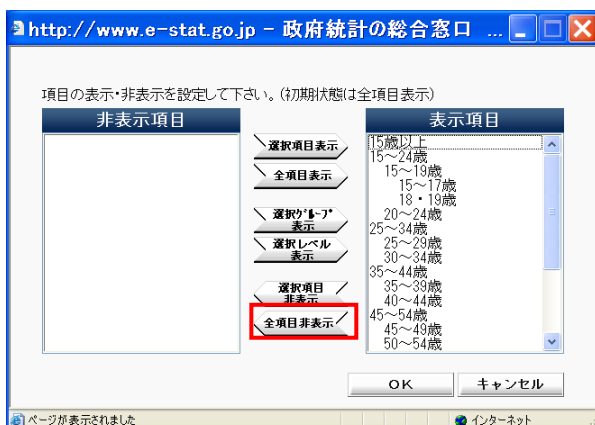 http://www.e-stat.go.jp - 政府統計の総合窓口 ...
項目の表示・非表示を設定して下さい。(初期状態は全項目表示)
非表示項目
表示項目
選択項目表示
全項目表示
選択グループ
表示
選択レベル
表示
選択項目
非表示
全項目非表示
15歳以上
15～24歳
15～19歳
15～17歳
18・19歳
20～24歳
25～34歳
25～29歳
30～34歳
35～44歳
35～39歳
40～44歳
45～54歳
45～49歳
50～54歳
OK
キャンセル
ページが表示されました
インターネット